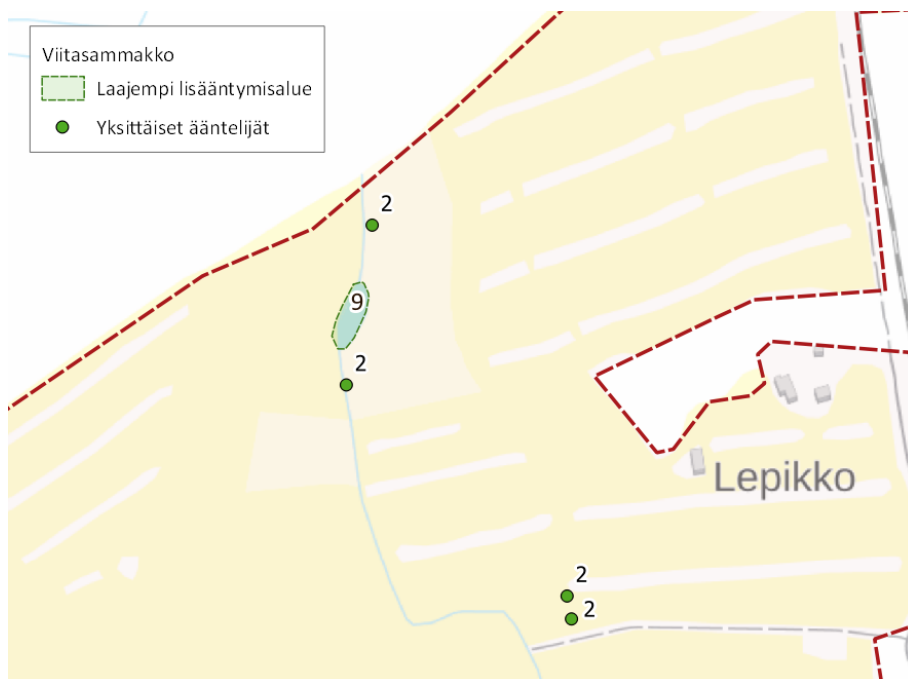 Viitasammakko
Laajempi lisääntymisalue
Yksittäiset ääntelijät
2
9
2
Lepikko
2
2